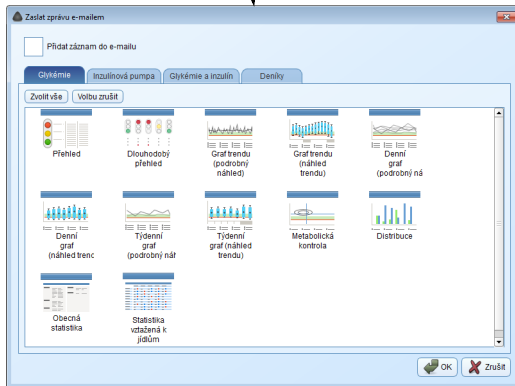 Zaslat zprávu e-mailem
Přidat záznam do e-mailu
Glykémie
Inzulínová pumpa
Glykémie a inzulín
Deníky
Zvolit vše
Volbu zrušit
Přehled
Dlouhodobý
přehled
Graf trendu
(podrobný
náhled)
Graf trendu
(náhled
trendu)
Denní
graf
(podrobný ná
Denní
graf
(náhled trenc
Týdenní
graf
(podrobný náh
Týdenní
graf (náhled
trendu)
Metabolická
kontrola
Distribuce
Obecná
statistika
Statistika
vztažená k
jídlům
OK
Zrušit